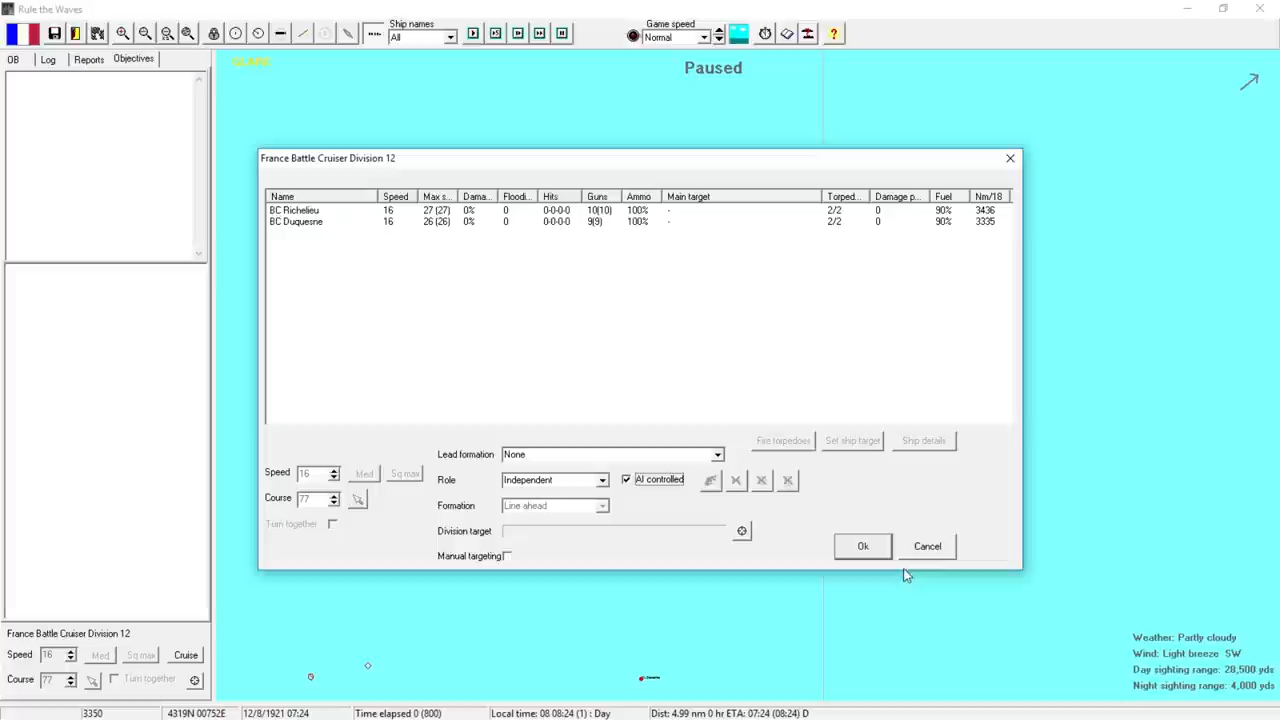 Rule the Waves
Ship names
All
Game speed
Normal
OB Log Reports Objectives
Paused
France Battle Cruiser Division 12
Name Speed Max s... Dama... Floodi... Hits Guns Ammo Main target Torped... Damage p... Fuel Nm/18
BC Richelieu 16 27 (27) 0% 0 0-0-0-0 10(10) 100% - 2/2 0 90% 3436
BC Duquesne 16 26 (26) 0% 0 0-0-0-0 9(9) 100% - 2/2 0 90% 3335
Fire torpedoes Set ship target Ship details
Lead formation None
Speed 16 Med Sq max
Role Independent AI controlled
Course 77
Formation Line ahead
Turn together
Division target
Manual targeting
Ok Cancel
France Battle Cruiser Division 12
Speed 16 Med Sq max Cruise
Course 77 Turn together
Weather: Partly cloudy
Wind: Light breeze SW
Day sighting range: 28,500 yds
Night sighting range: 4,000 yds
3350 4319N 00752E 12/8/1921 07:24 Time elapsed 0 (800) Local time: 08 08:24 (1) : Day Dist: 4.99 nm 0 hr ETA: 07:24 (08:24) D